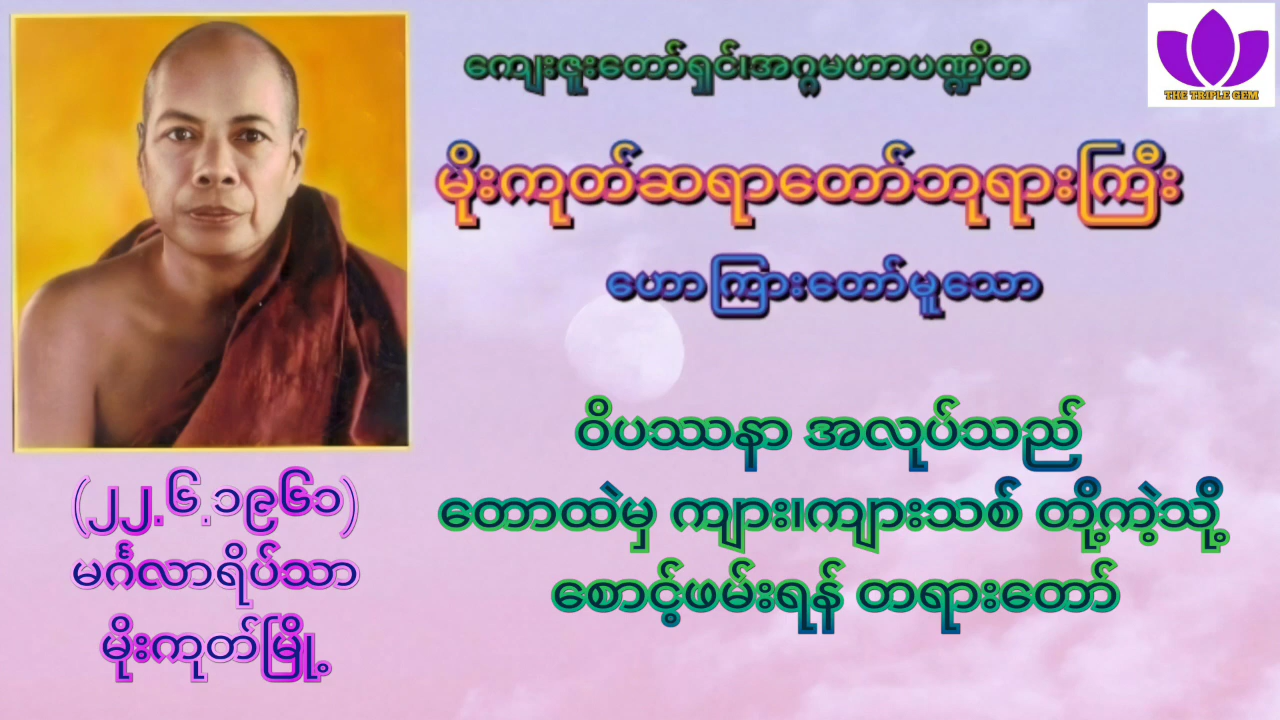 ကျေးဇူးတော်ရှင်၊အဂ္ဂမဟာပဏ္ဍိတ
THE TRIPLE GEM
မိုးကုတ်ဆရာတော်ဘုရားကြီး
ဟောကြားတော်မူသော
ဝိပဿနာ အလုပ်သည်
တောထဲမှ ကျား၊ကျားသစ် တို့ကဲ့သို့
စောင့်ဖမ်းရန် တရားတော်
(၂၂.၆.၁၉၆၁)
မင်္ဂလာရိပ်သာ
မိုးကုတ်မြို့